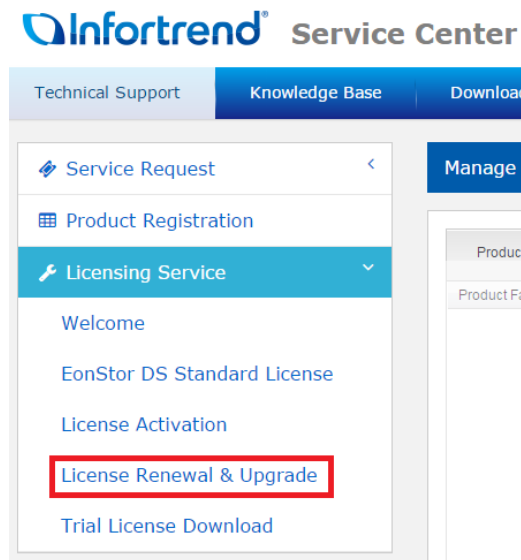 Infortrend® Service Center
Technical Support Knowledge Base
Service Request
Manage
Product Registration
Licensing Service
Welcome
EonStor DS Standard License
License Activation
License Renewal & Upgrade
Trial License Download